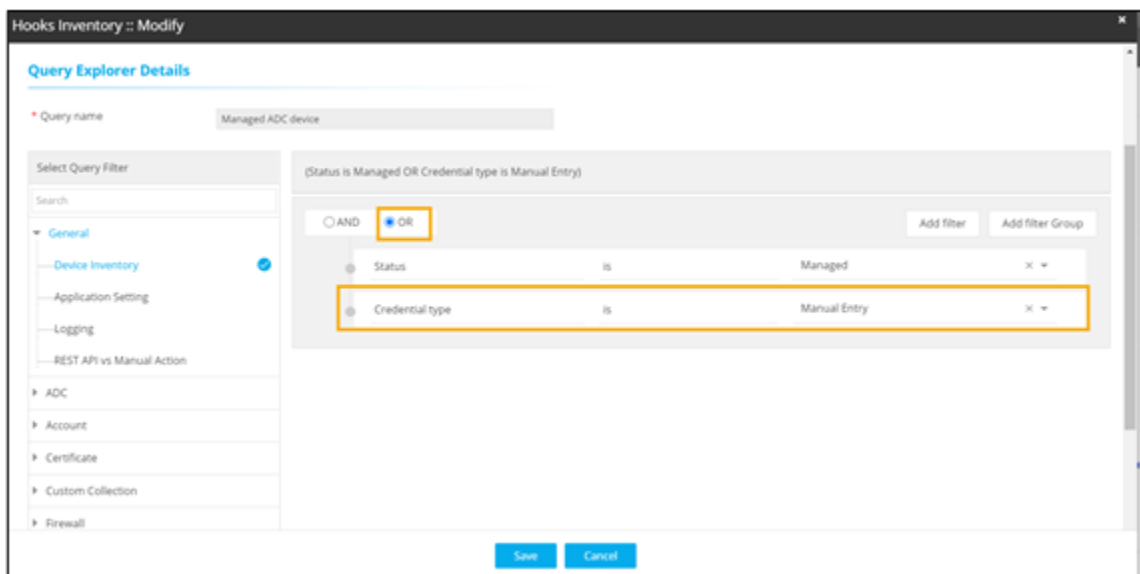 Hooks Inventory :: Modify
Query Explorer Details
* Query name
Managed ADC device
Select Query Filter
Search
General
Device Inventory
Application Setting
Logging
REST API vs Manual Action
ADC
Account
Certificate
Custom Collection
Firewall
(Status is Managed OR Credential type is Manual Entry)
AND OR Add filter Add filter Group
Status is Managed
Credential type is Manual Entry
Save Cancel